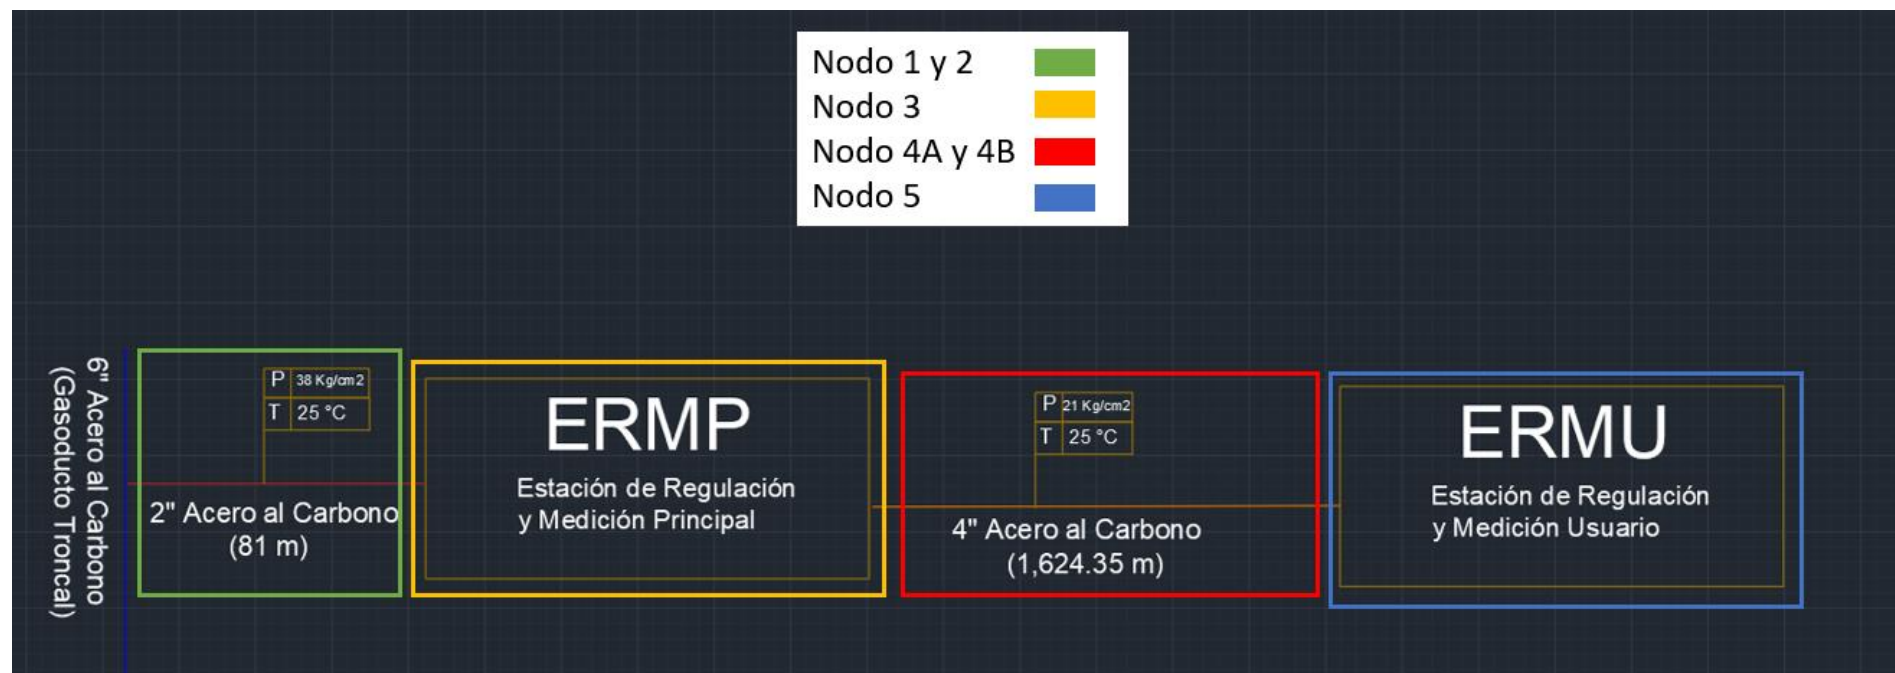 Nodo 1 y 2
Nodo 3
Nodo 4A y 4B
Nodo 5
6" Acero al Carbono
(Gasoducto Troncal)
P 38 Kg/cm2
T 25 °C
2" Acero al Carbono
(81 m)
ERMP
Estación de Regulación
y Medición Principal
P 21 Kg/cm2
T 25 °C
4" Acero al Carbono
(1,624.35 m)
ERMU
Estación de Regulación
y Medición Usuario